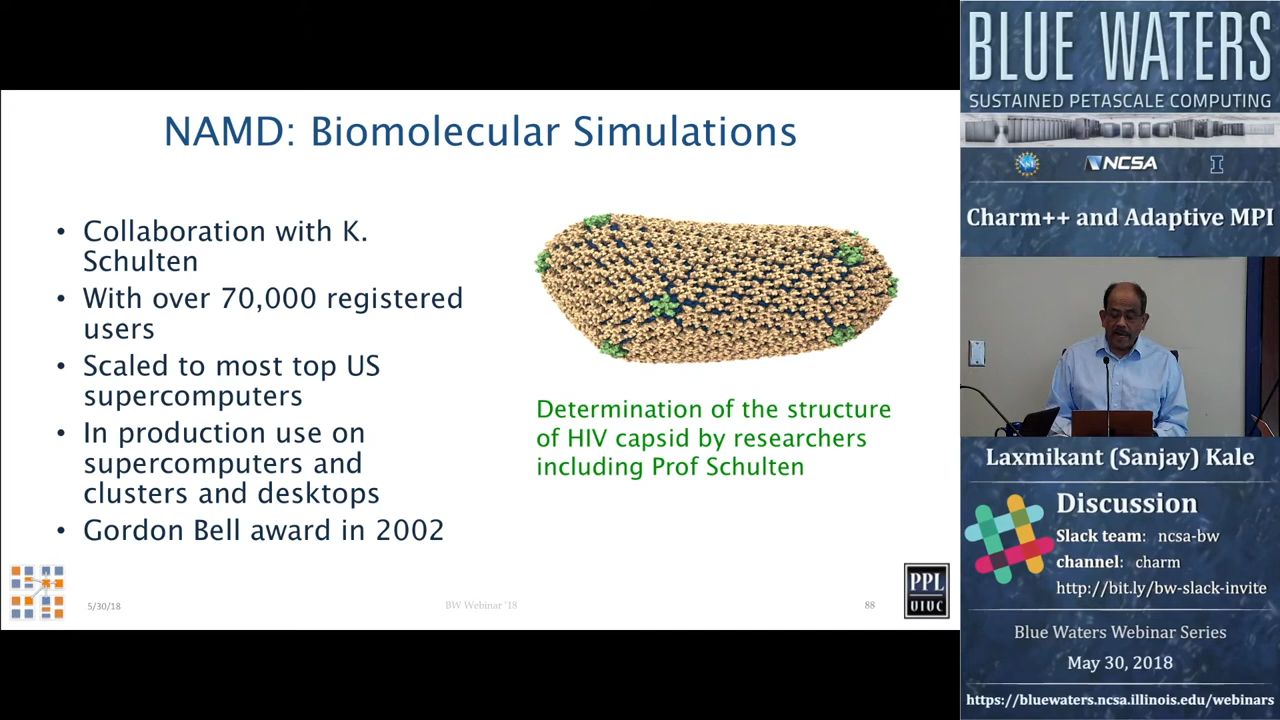 NAMD: Biomolecular Simulations
• Collaboration with K.
Schulten
• With over 70,000 registered
users
• Scaled to most top US
supercomputers
• In production use on
supercomputers and
clusters and desktops
• Gordon Bell award in 2002
Determination of the structure
of HIV capsid by researchers
including Prof Schulten
5/30/18
BW Webinar '18
88
PPL
UIUC
BLUE WATERS
SUSTAINED PETASCALE COMPUTING
NSF
NCSA
I
Charm++ and Adaptive MPI
Laxmikant (Sanjay) Kale
Discussion
Slack team: ncsa-bw
channel: charm
http://bit.ly/bw-slack-invite
Blue Waters Webinar Series
May 30, 2018
https://bluewaters.ncsa.illinois.edu/webinars